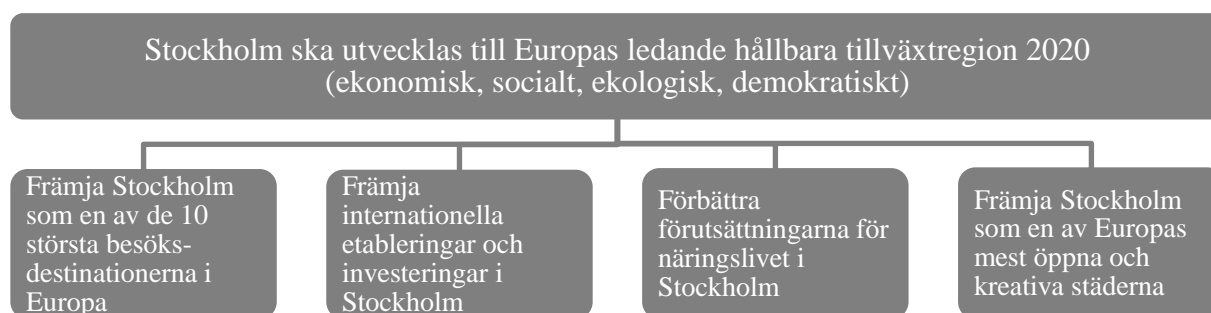 Stockholm ska utvecklas till Europas ledande hållbara tillväxtregion 2020
(ekonomisk, socialt, ekologisk, demokratiskt)
Främja Stockholm
som en av de 10
största besöks-
destinationerna i
Europa
Främja
internationella
etableringar och
investeringar i
Stockholm
Förbättra
förutsättningarna för
näringslivet i
Stockholm
Främja Stockholm
som en av Europas
mest öppna och
kreativa städerna